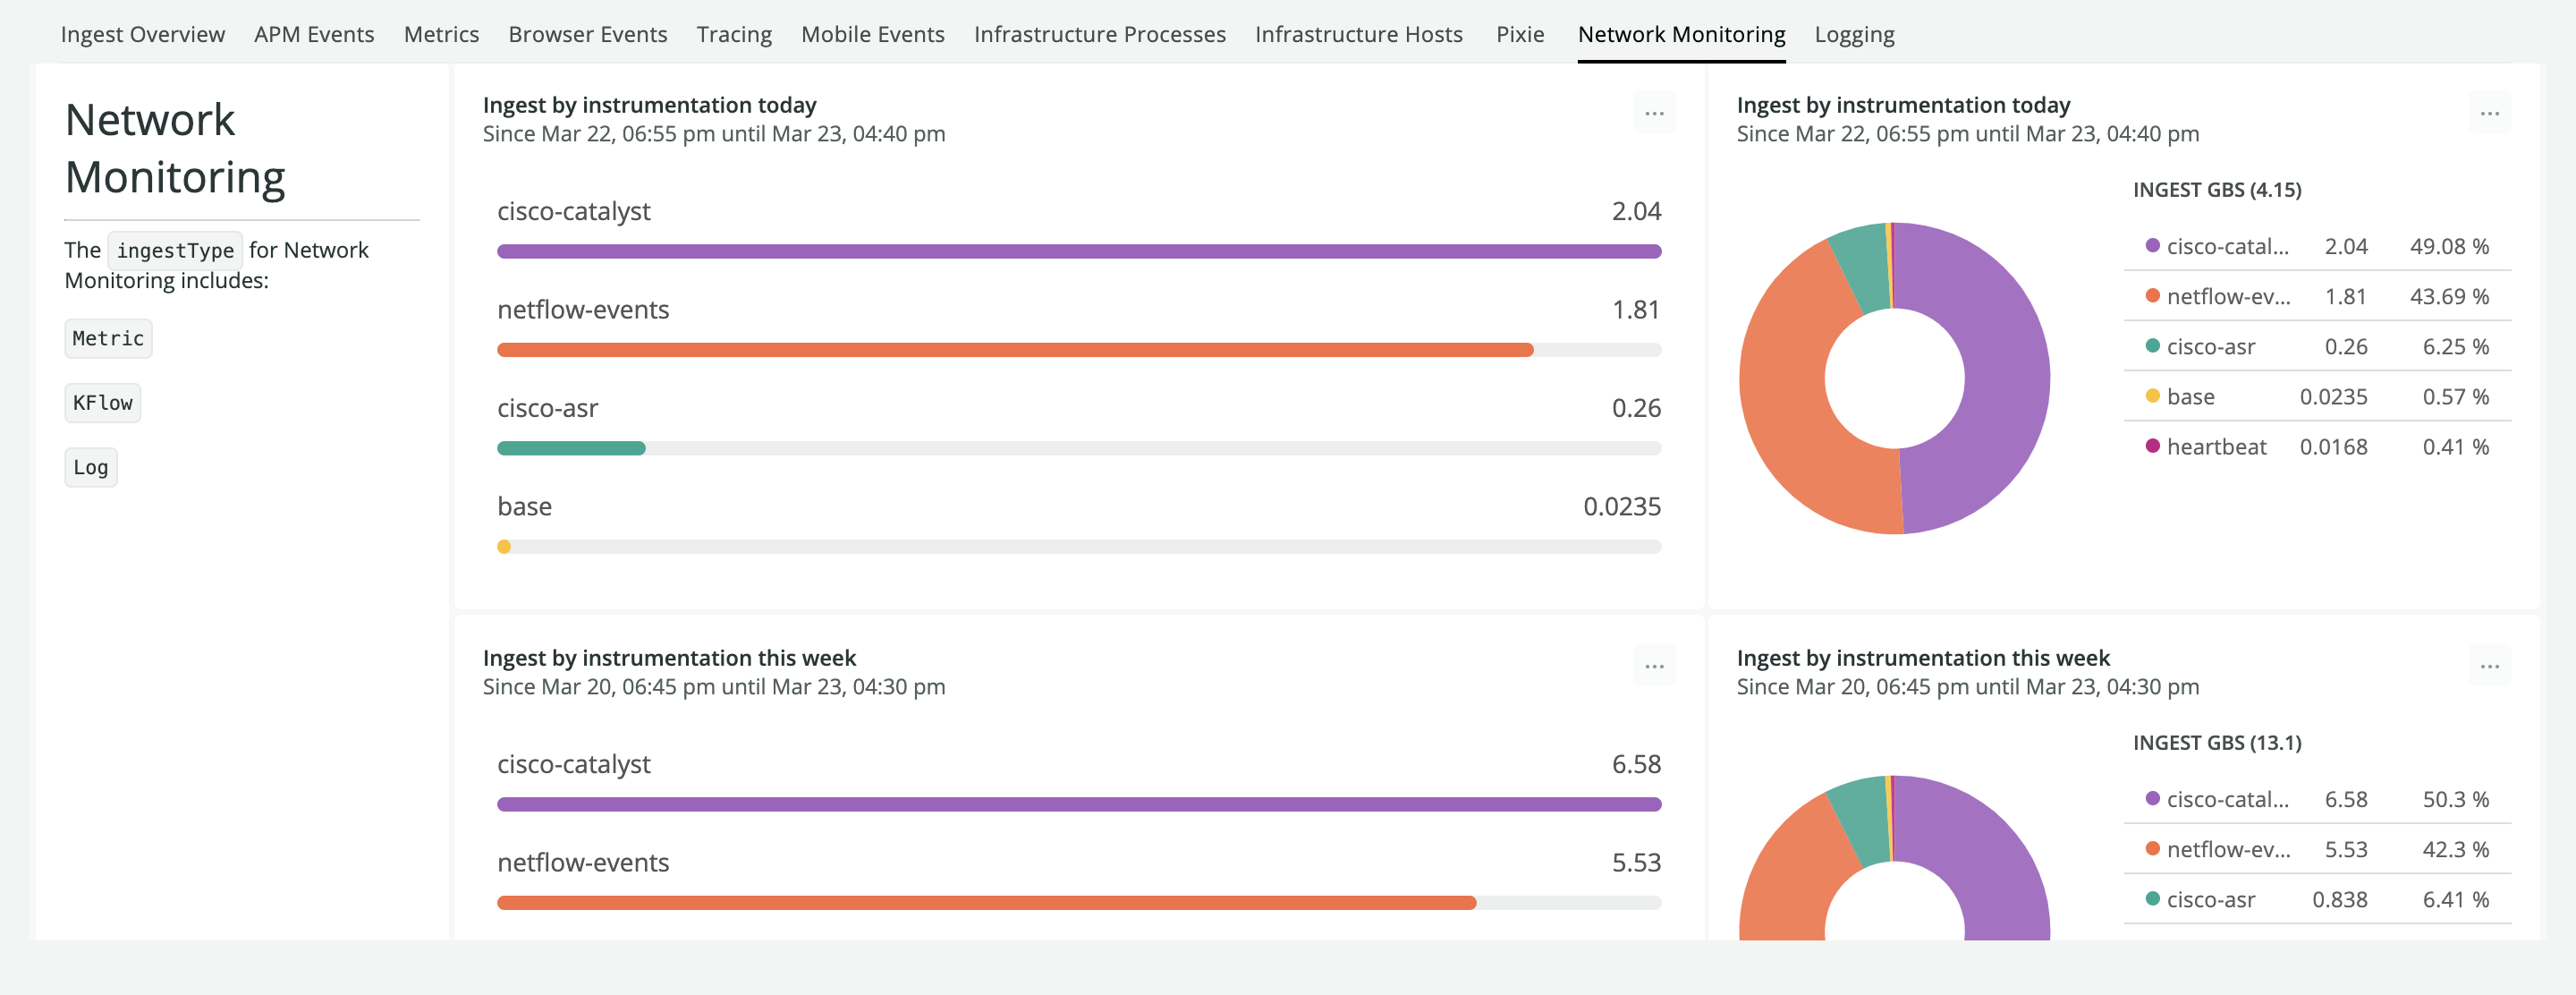 Ingest Overview APM Events Metrics Browser Events Tracing Mobile Events Infrastructure Processes Infrastructure Hosts Pixie Network Monitoring Logging
Network
Monitoring
The ingestType for Network
Monitoring includes:
Metric
KFlow
Log
Ingest by instrumentation today
Since Mar 22, 06:55 pm until Mar 23, 04:40 pm
cisco-catalyst 2.04
netflow-events 1.81
cisco-asr 0.26
base 0.0235
Ingest by instrumentation today
Since Mar 22, 06:55 pm until Mar 23, 04:40 pm
INGEST GBS (4.15)
cisco-catal... 2.04 49.08 %
netflow-ev... 1.81 43.69 %
cisco-asr 0.26 6.25 %
base 0.0235 0.57 %
heartbeat 0.0168 0.41 %
Ingest by instrumentation this week
Since Mar 20, 06:45 pm until Mar 23, 04:30 pm
cisco-catalyst 6.58
netflow-events 5.53
Ingest by instrumentation this week
Since Mar 20, 06:45 pm until Mar 23, 04:30 pm
INGEST GBS (13.1)
cisco-catal... 6.58 50.3 %
netflow-ev... 5.53 42.3 %
cisco-asr 0.838 6.41 %